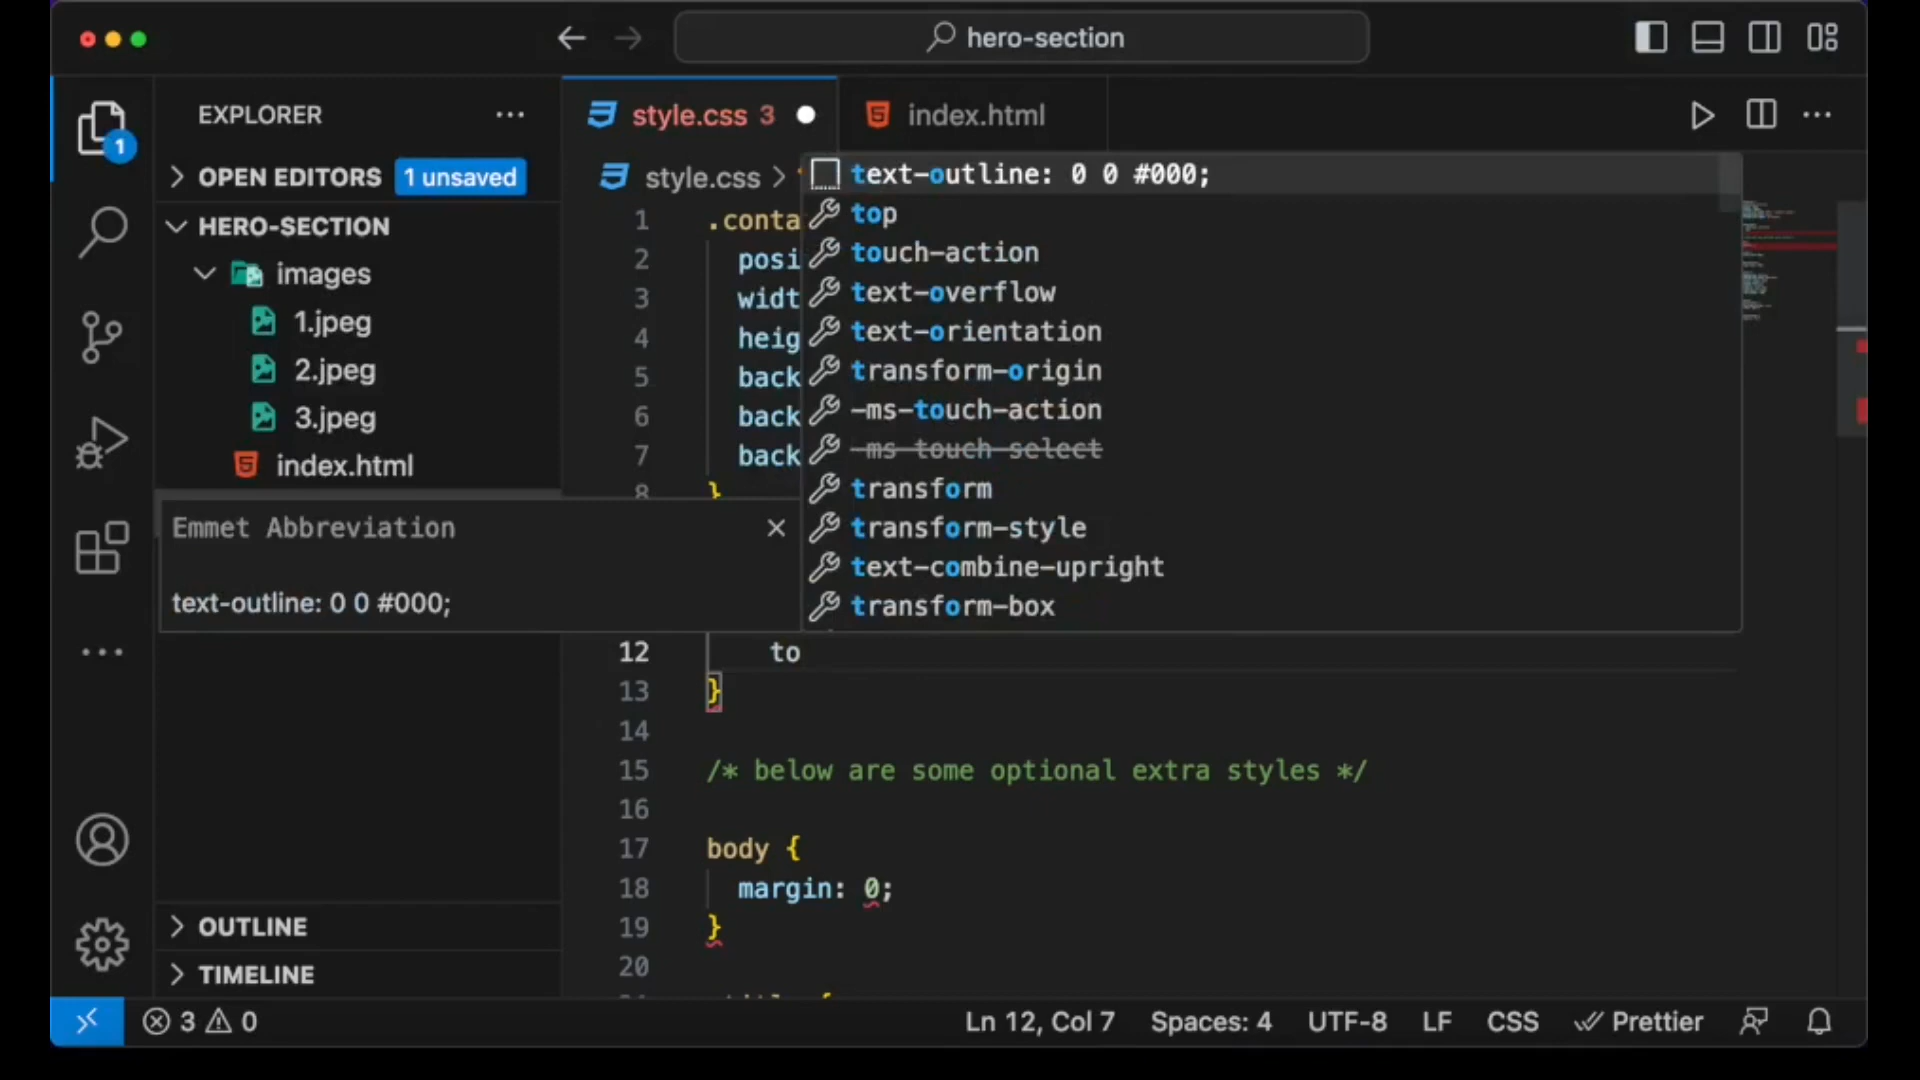 hero-section
EXPLORER
style.css 3
index.html
1
OPEN EDITORS 1 unsaved
HERO-SECTION
images
1.jpeg
2.jpeg
3.jpeg
index.html
style.css >
1 .conta
2 posi
3 widt
4 heig
5 back
6 back
7 back
8 }
text-outline: 0 0 #000;
top
touch-action
text-overflow
text-orientation
transform-origin
-ms-touch-action
-ms-touch-select
transform
transform-style
text-combine-upright
transform-box
Emmet Abbreviation
text-outline: 0 0 #000;
12 to
13 }
14
15 /* below are some optional extra styles */
16
17 body {
18 margin: 0;
19 }
20
OUTLINE
TIMELINE
3 0
Ln 12, Col 7 Spaces: 4 UTF-8 LF CSS Prettier